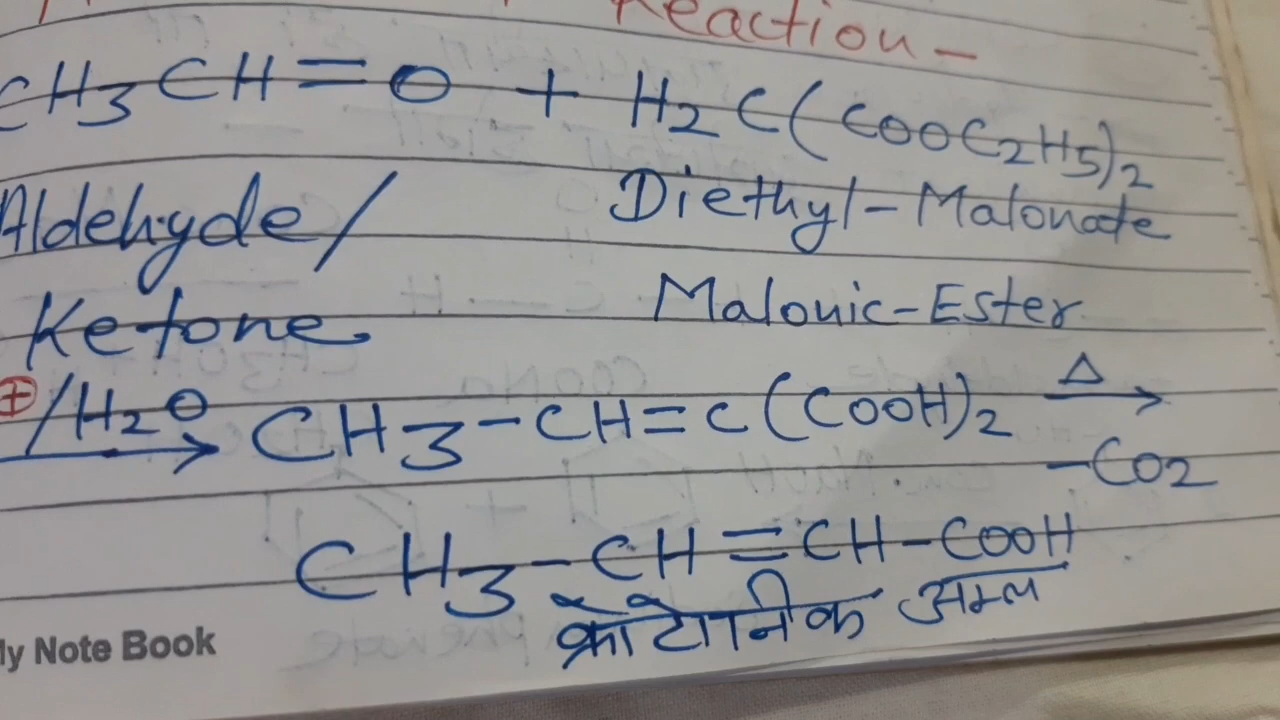 Reaction -
CH3CH=O + H2C(COOC2H5)2
Aldehyde/ Diethyl-Malonate
Ketone Malonic-Ester
+/H2O CH3-CH=C(COOH)2 Δ
-CO2
CH3-CH=CH-COOH
क्रोटोनीक अम्ल
My Note Book